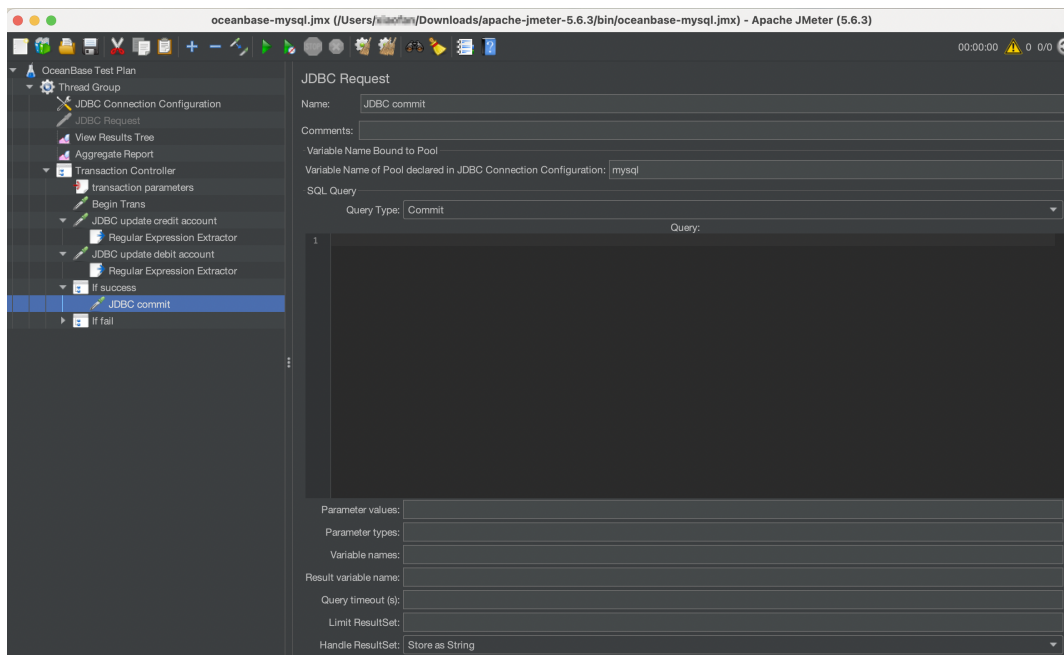 oceanbase-mysql.jmx (/Users/xiaofan/Downloads/apache-jmeter-5.6.3/bin/oceanbase-mysql.jmx) - Apache JMeter (5.6.3)
00:00:00 0 0/0
OceanBase Test Plan
Thread Group
JDBC Connection Configuration
JDBC Request
View Results Tree
Aggregate Report
Transaction Controller
transaction parameters
Begin Trans
JDBC update credit account
Regular Expression Extractor
JDBC update debit account
Regular Expression Extractor
If success
JDBC commit
If fail
JDBC Request
Name: JDBC commit
Comments:
Variable Name Bound to Pool
Variable Name of Pool declared in JDBC Connection Configuration: mysql
SQL Query
Query Type: Commit
Query:
1
Parameter values:
Parameter types:
Variable names:
Result variable name:
Query timeout (s):
Limit ResultSet:
Handle ResultSet: Store as String